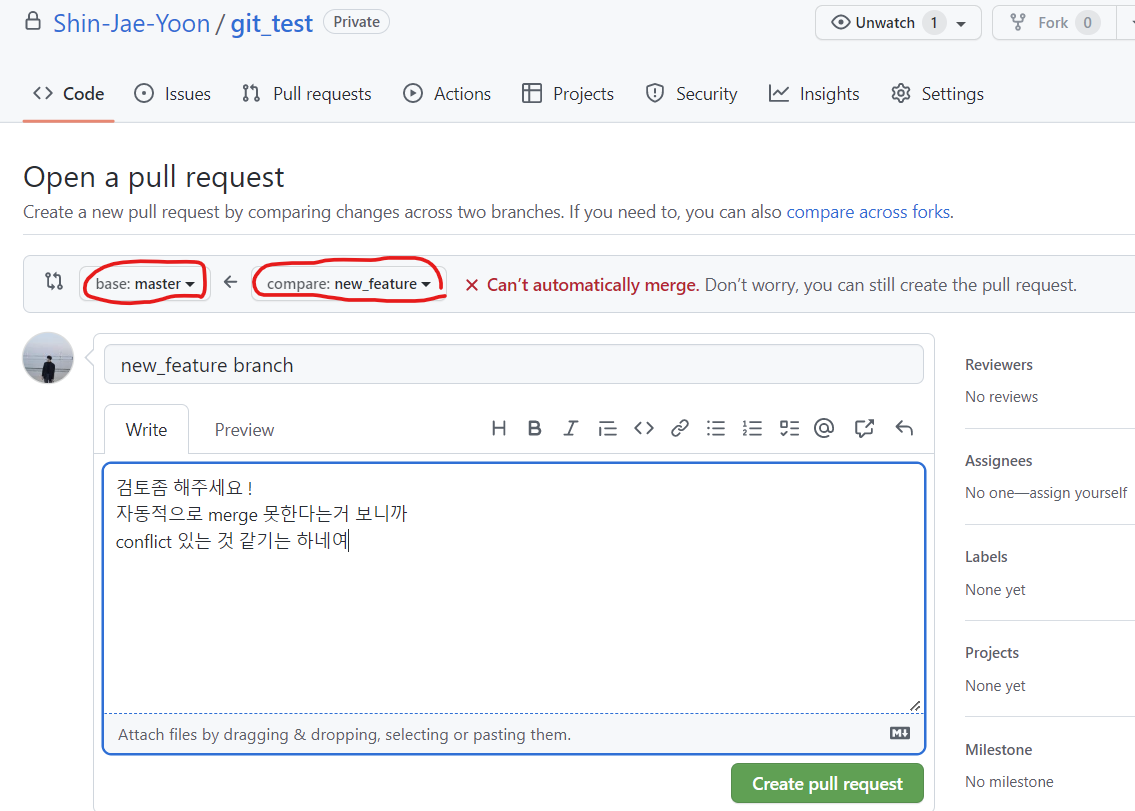 Shin-Jae-Yoon / git_test Private
Unwatch 1
Fork 0
Code Issues Pull requests Actions Projects Security Insights Settings
Open a pull request
Create a new pull request by comparing changes across two branches. If you need to, you can also compare across forks.
base: master ← compare: new_feature × Can't automatically merge. Don't worry, you can still create the pull request.
new_feature branch
Write Preview
검토좀 해주세요 !
자동적으로 merge 못한다는거 보니까
conflict 있는 것 같기는 하네여
Attach files by dragging & dropping, selecting or pasting them.
Create pull request
Reviewers
No reviews
Assignees
No one—assign yourself
Labels
None yet
Projects
None yet
Milestone
No milestone